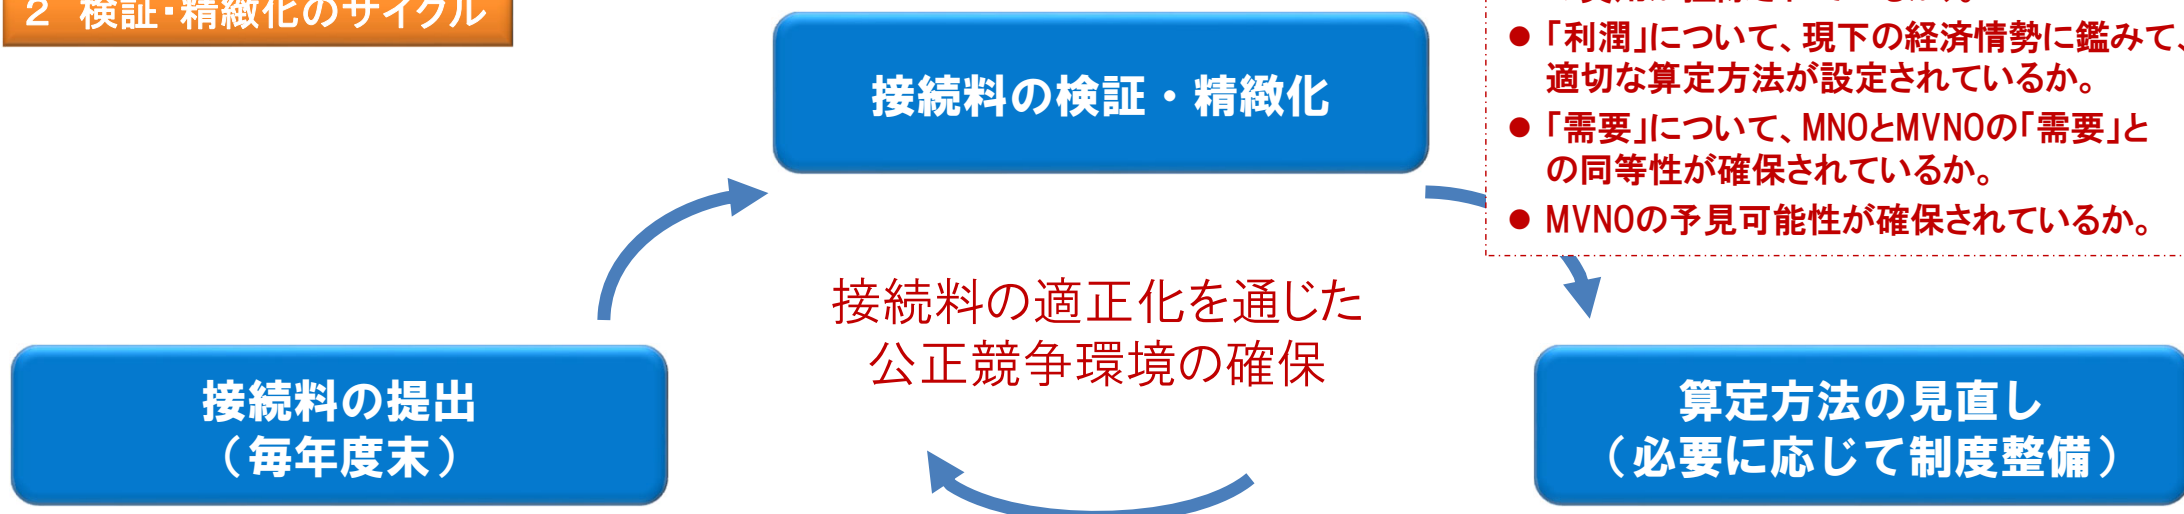 2 検証・精緻化のサイクル
接続料の検証・精緻化
●「利潤」について、現下の経済情勢に鑑みて、
適切な算定方法が設定されているか。
●「需要」について、MNOとMVNOの「需要」と
の同等性が確保されているか。
● MVNOの予見可能性が確保されているか。
接続料の適正化を通じた
公正競争環境の確保
接続料の提出
（毎年度末）
算定方法の見直し
（必要に応じて制度整備）